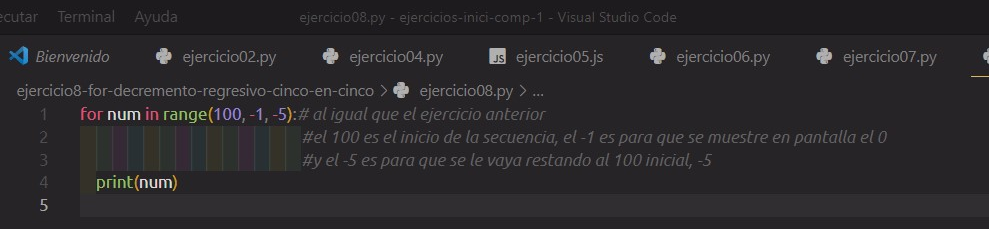 ecutar Terminal Ayuda ejercicio08.py - ejercicios-inici-comp-1 - Visual Studio Code
Bienvenido ejercicio02.py ejercicio04.py JS ejercicio05.js ejercicio06.py ejercicio07.py
ejercicio8-for-decremento-regresivo-cinco-en-cinco > ejercicio08.py > ...
1 for num in range(100, -1, -5):# al igual que el ejercicio anterior
2 #el 100 es el inicio de la secuencia, el -1 es para que se muestre en pantalla el 0
3 #y el -5 es para que se le vaya restando al 100 inicial, -5
4 print(num)
5